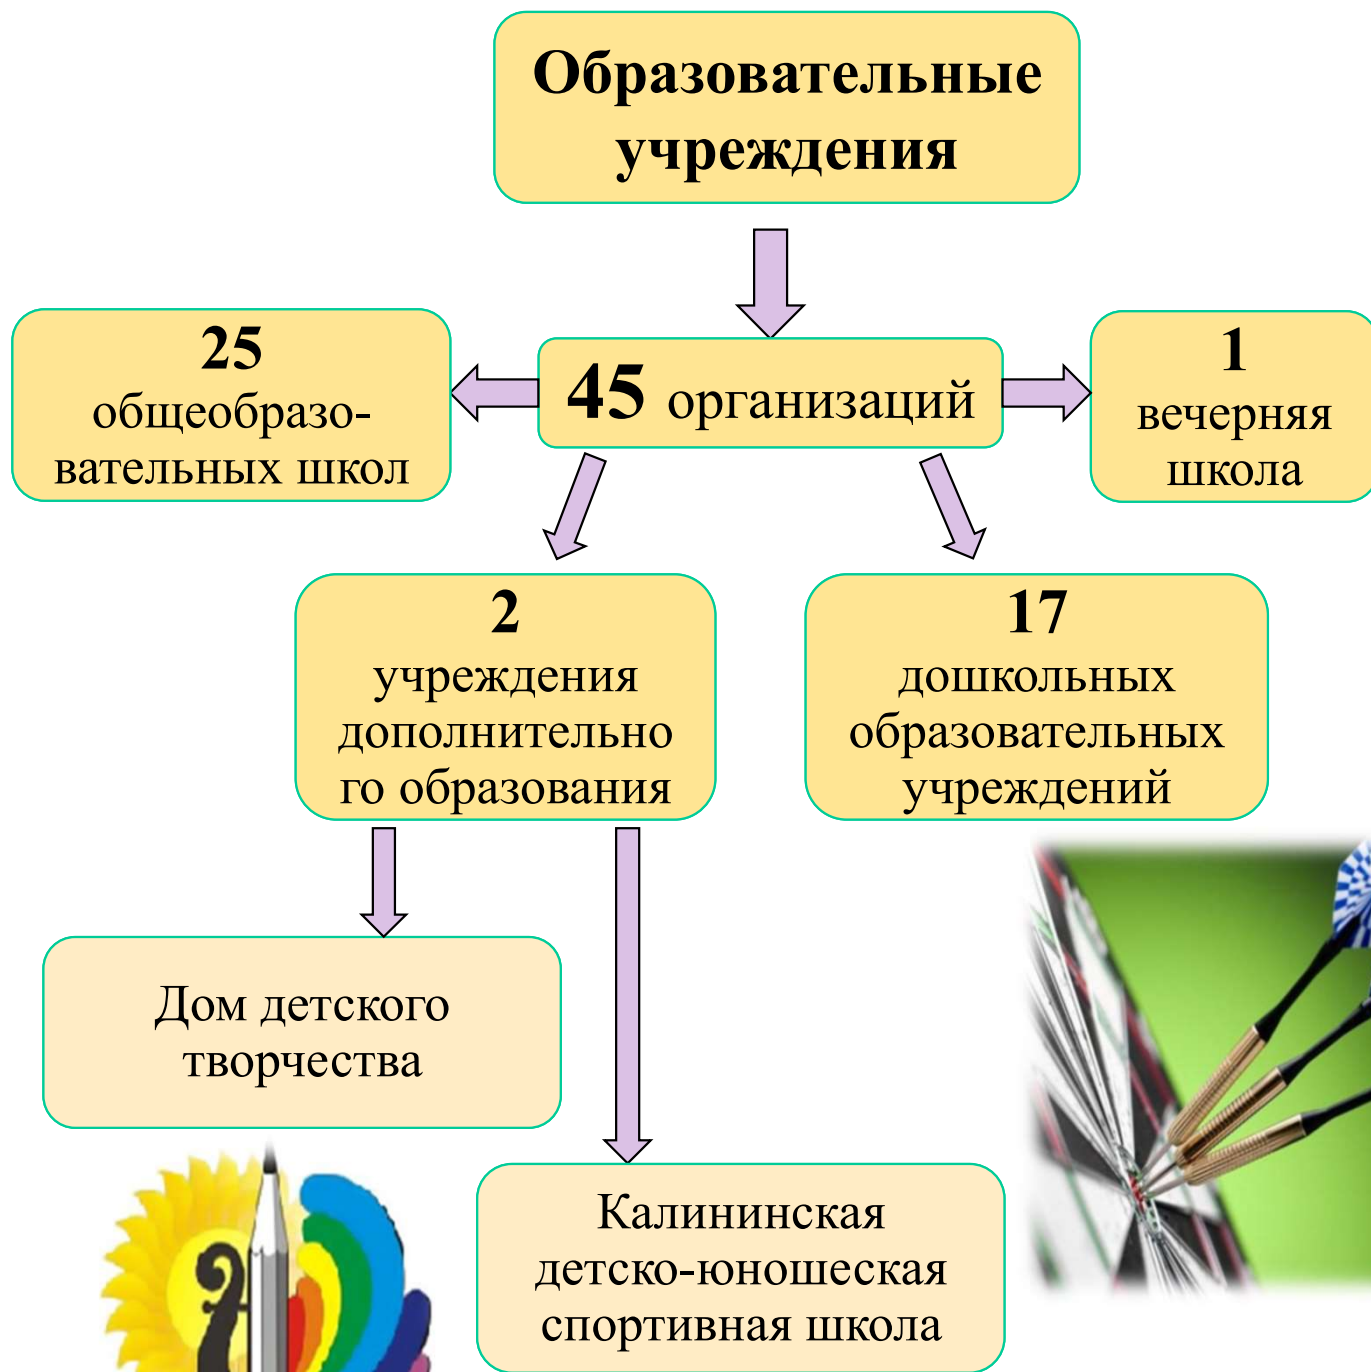 Образовательные
учреждения
25
общеобразо-
вательных школ
45 организаций
1
вечерняя
школа
2
учреждения
дополнительно
го образования
17
дошкольных
образовательных
учреждений
Дом детского
творчества
Калининская
детско-юношеская
спортивная школа